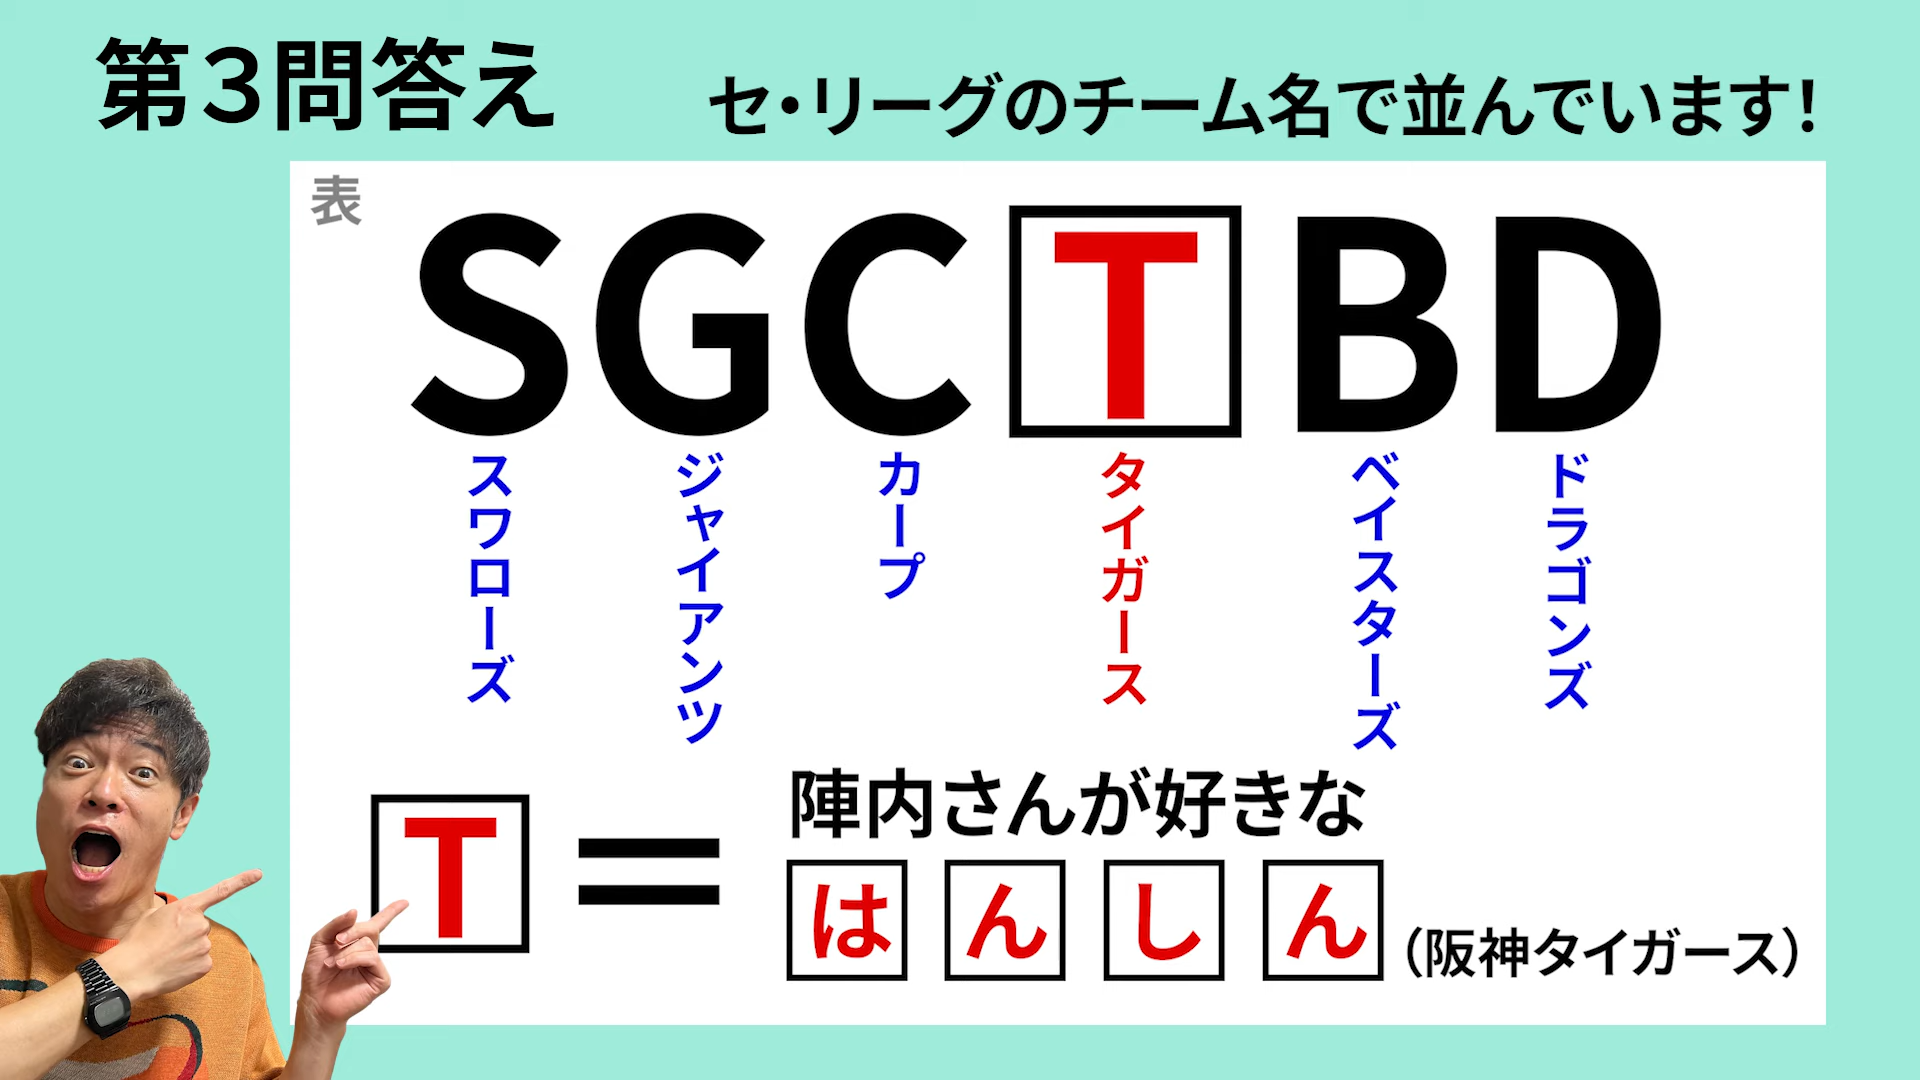 第3問答え
セ・リーグのチーム名で並んでいます!
表
SGCTBD
スワローズ
ジャイアンツ
カープ
タイガース
ベイスターズ
ドラゴンズ
T=
陣内さんが好きな
はんしん(阪神タイガース)